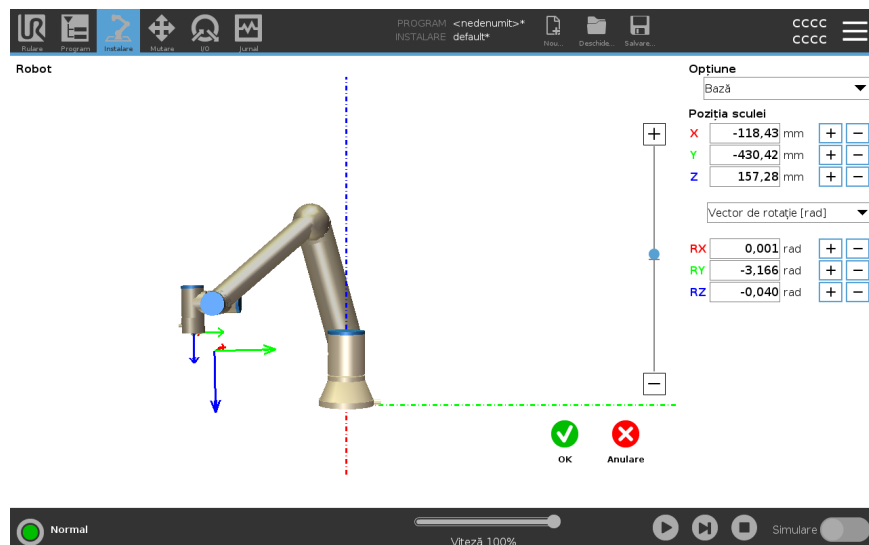 PROGRAM <nedenumit>*
INSTALARE default*
CCCC
CCCC
Rulare Program Instalare Mutare I/O Jurnal
Nou... Deschide... Salvare...
Robot
Opțiune
Bază
Poziția sculei
X -118,43 mm + −
Y -430,42 mm + −
Z 157,28 mm + −
Vector de rotație [rad]
RX 0,001 rad + −
RY -3,166 rad + −
RZ -0,040 rad + −
OK Anulare
Normal
Viteză 100%
Simulare